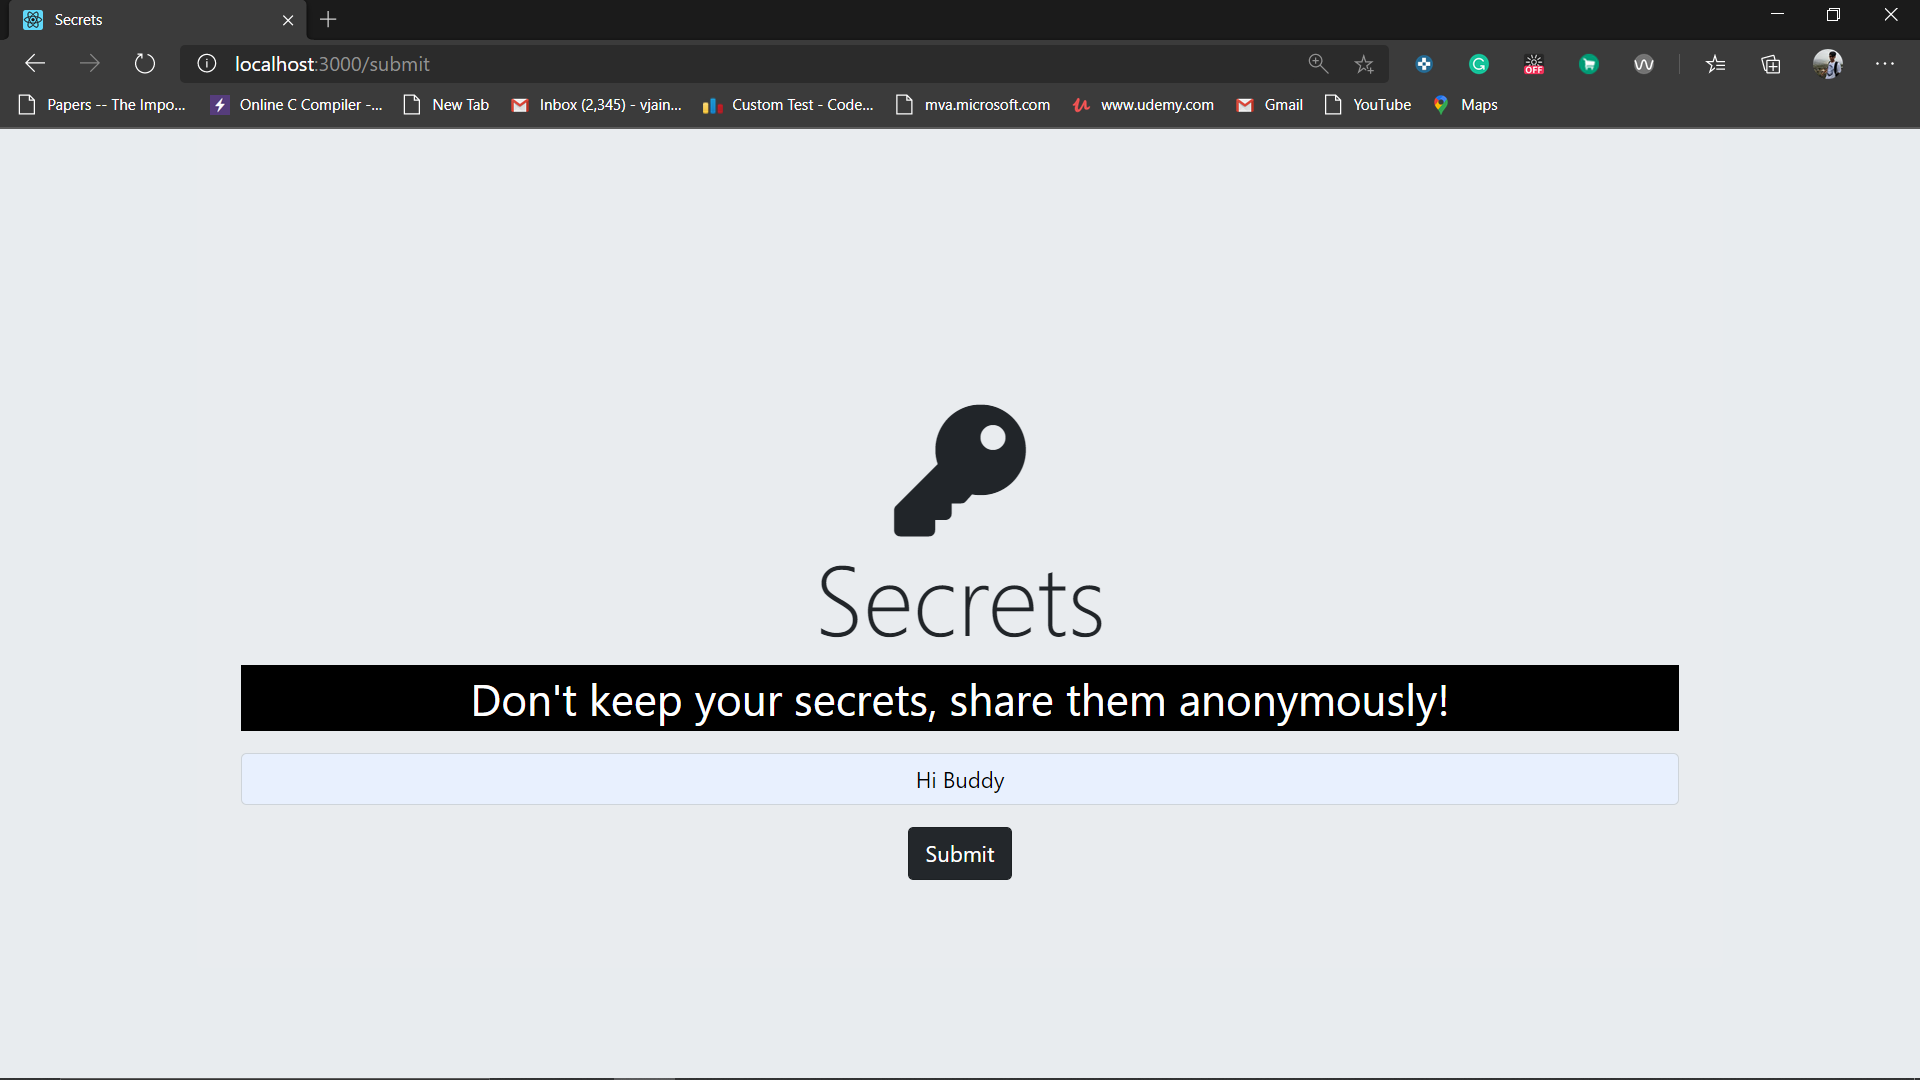 Secrets
localhost:3000/submit
OFF
Papers -- The Impo... Online C Compiler -... New Tab Inbox (2,345) - vjain... Custom Test - Code... mva.microsoft.com www.udemy.com Gmail YouTube Maps
Secrets
Don't keep your secrets, share them anonymously!
Hi Buddy
Submit